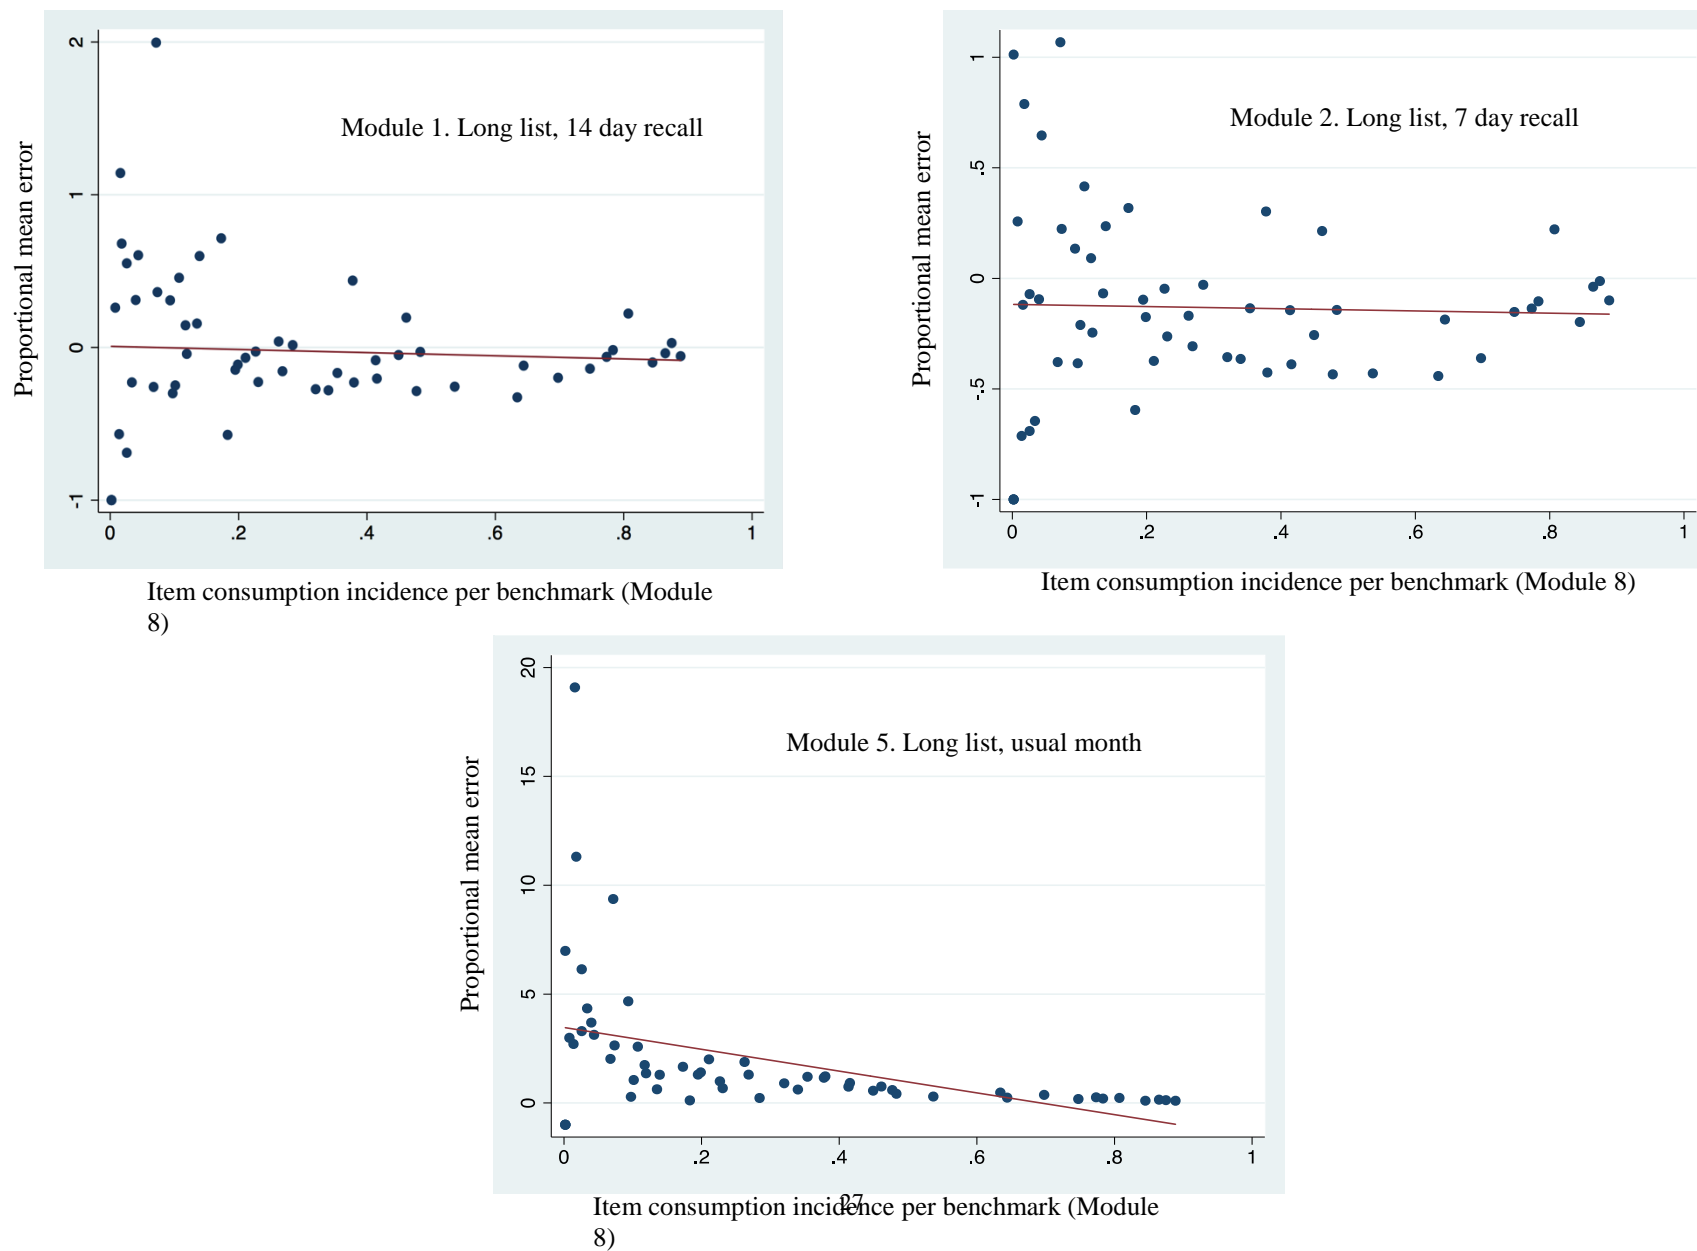 Proportional mean error
2
1
0
-1
Module 1. Long list, 14 day recall
0 .2 .4 .6 .8 1
Item consumption incidence per benchmark (Module
8)
Proportional mean error
1
.5
0
-.5
-1
Module 2. Long list, 7 day recall
0 .2 .4 .6 .8 1
Item consumption incidence per benchmark (Module 8)
Proportional mean error
20
15
10
5
0
Module 5. Long list, usual month
0 .2 .4 .6 .8 1
27
Item consumption incidence per benchmark (Module
8)